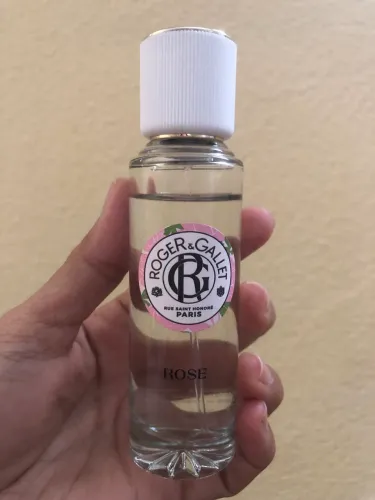 ROGER & GALLET
RG
RUE SAINT HONORÉ
PARIS
ROSE